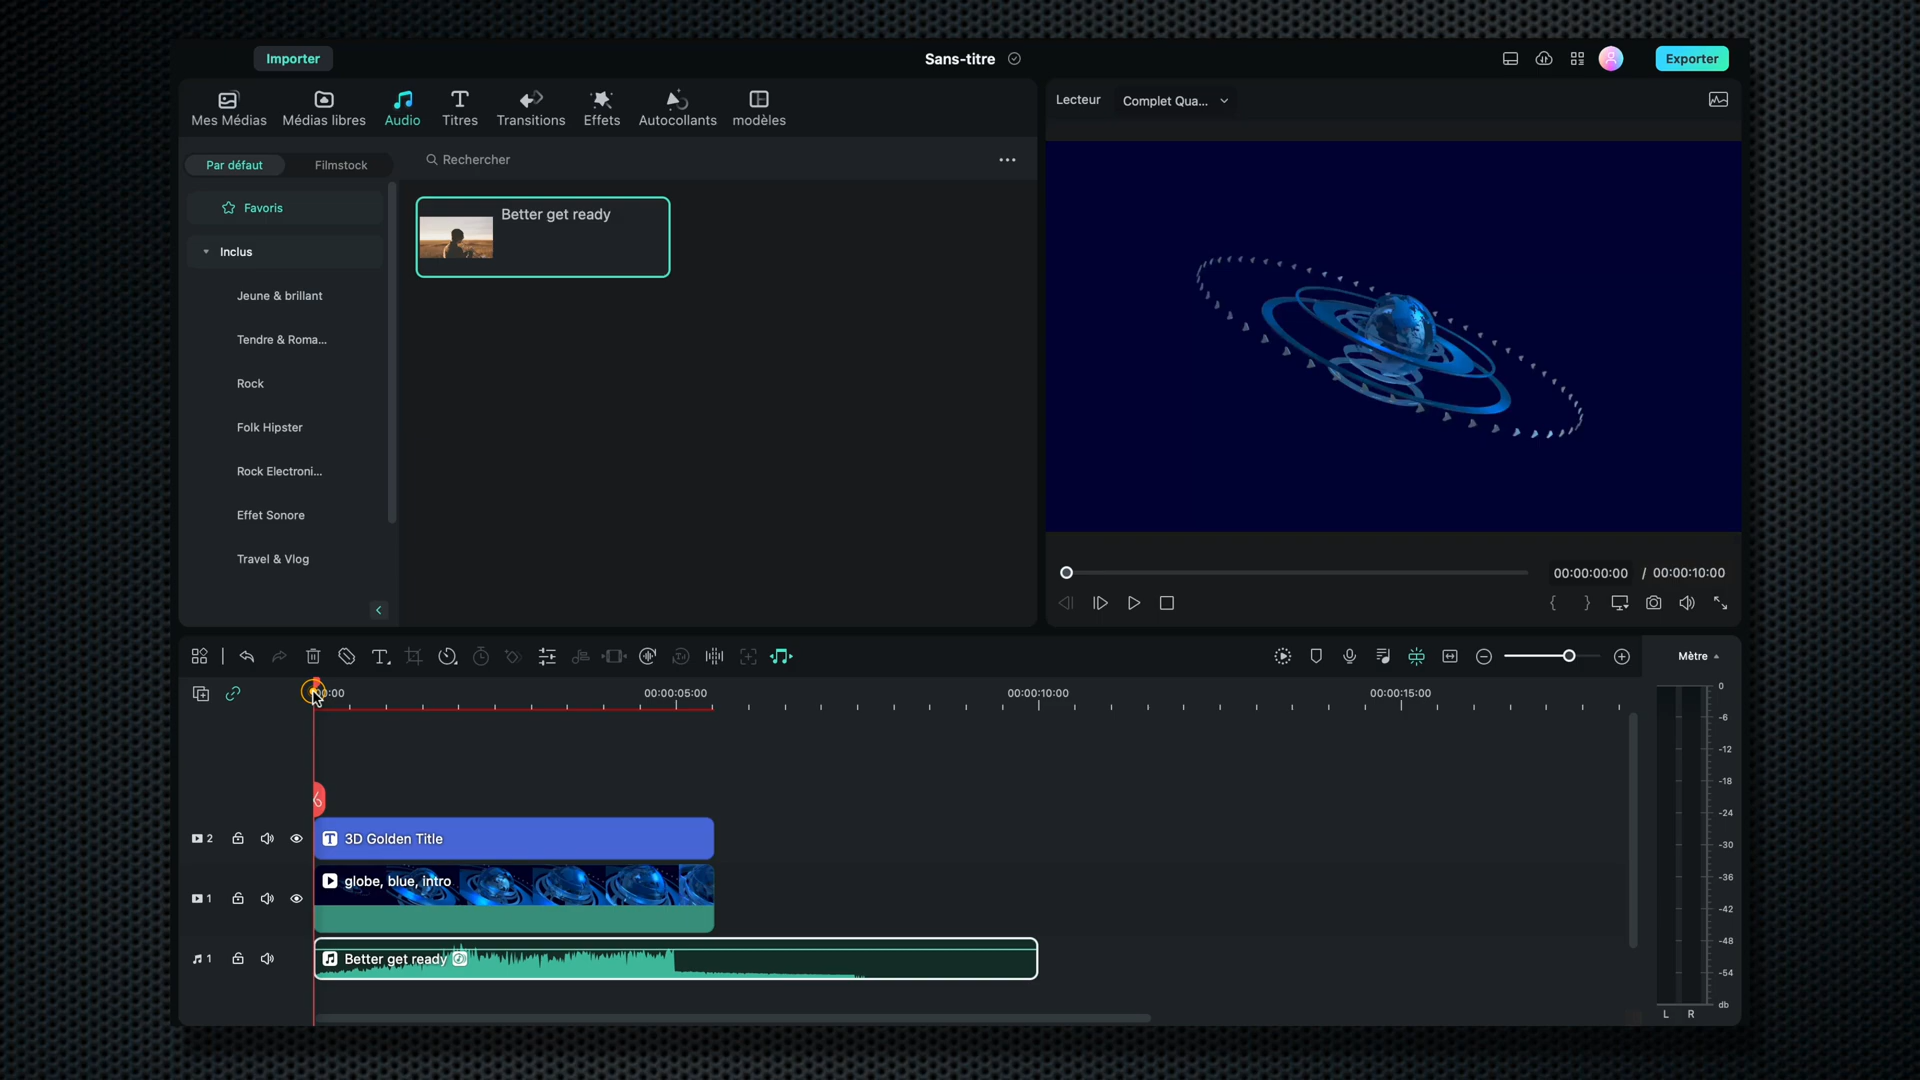 Importer
Sans-titre
Exporter
Mes Médias
Médias libres
Audio
Titres
Transitions
Effets
Autocollants
modèles
Lecteur
Complet Qua...
Par défaut
Filmstock
Rechercher
Favoris
Inclus
Jeune & brillant
Tendre & Roma...
Rock
Folk Hipster
Rock Electroni...
Effet Sonore
Travel & Vlog
Better get ready
00:00:00:00 / 00:00:10:00
Mètre
00:00:05:00
00:00:10:00
00:00:15:00
2
3D Golden Title
1
globe, blue, intro
1
Better get ready
0
-6
-12
-18
-24
-30
-36
-42
-48
-54
db
L R